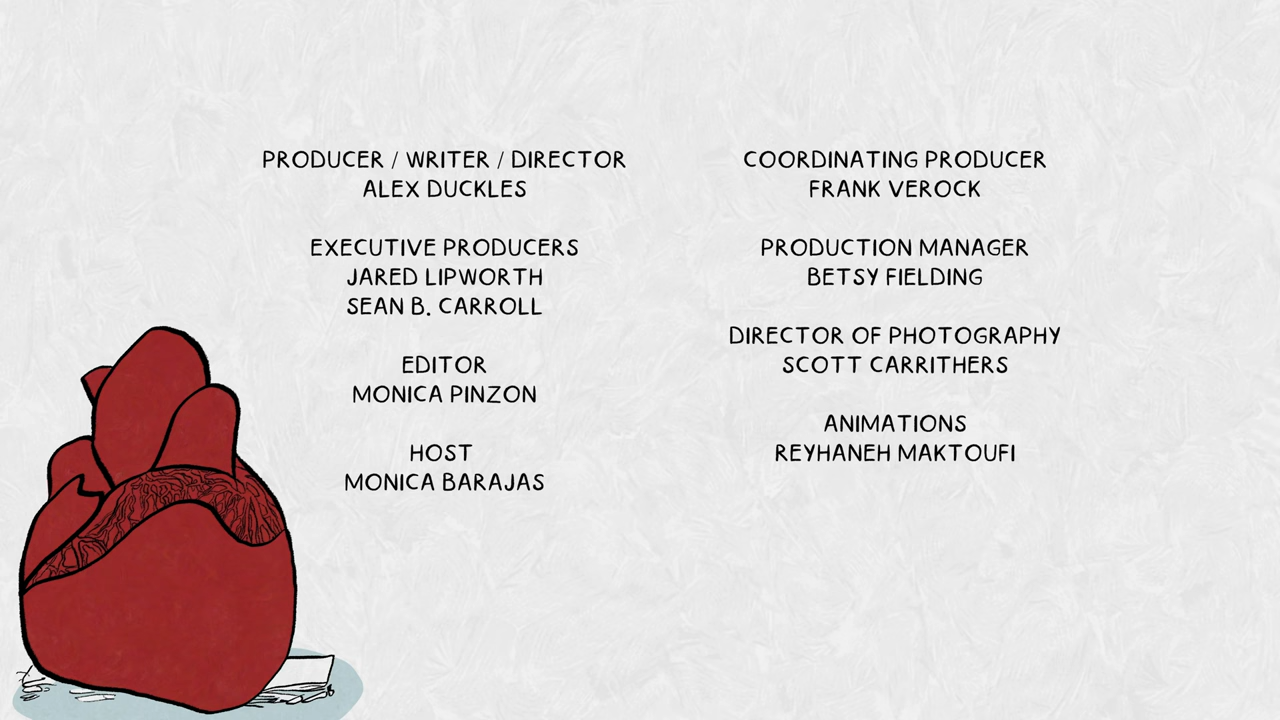 PRODUCER / WRITER / DIRECTOR
ALEX DUCKLES
EXECUTIVE PRODUCERS
JARED LIPWORTH
SEAN B. CARROLL
EDITOR
MONICA PINZON
HOST
MONICA BARAJAS
COORDINATING PRODUCER
FRANK VEROCK
PRODUCTION MANAGER
BETSY FIELDING
DIRECTOR OF PHOTOGRAPHY
SCOTT CARRITHERS
ANIMATIONS
REYHANEH MAKTOUFI